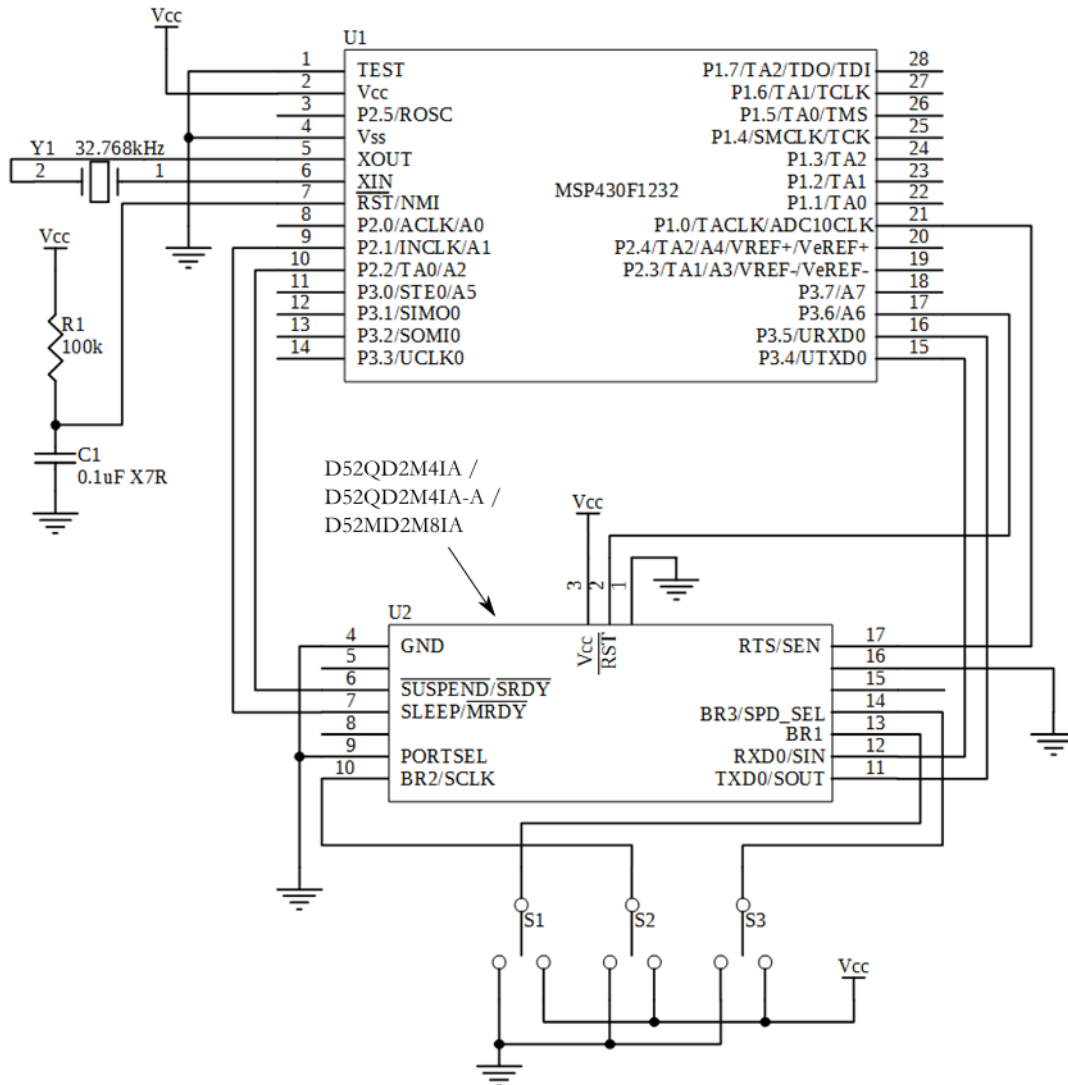 Vcc
U1
1 TEST
2 Vcc
3 P2.5/ROSC
4 Vss
5 XOUT
6 XIN
7 RST/NMI
8 P2.0/ACLK/A0
9 P2.1/INCLK/A1
10 P2.2/TA0/A2
11 P3.0/STE0/A5
12 P3.1/SIMO0
13 P3.2/SOMI0
14 P3.3/UCLK0
MSP430F1232
P1.7/TA2/TDO/TDI 28
P1.6/TA1/TCLK 27
P1.5/TA0/TMS 26
P1.4/SMCLK/TCK 25
P1.3/TA2 24
P1.2/TA1 23
P1.1/TA0 22
P1.0/TACLK/ADC10CLK 21
P2.4/TA2/A4/VREF+/VeREF+ 20
P2.3/TA1/A3/VREF-/VeREF- 19
P3.7/A7 18
P3.6/A6 17
P3.5/URXD0 16
P3.4/UTXD0 15
Y1 32.768kHz
2 1
Vcc
R1
100k
C1
0.1uF X7R
D52QD2M4IA /
D52QD2M4IA-A /
D52MD2M8IA
Vcc
3 2 1
U2
Vcc
RST
4 GND
5
6 SUSPEND/SRDY
7 SLEEP/MRDY
8
9 PORTSEL
10 BR2/SCLK
RTS/SEN 17
16
15
BR3/SPD_SEL 14
BR1 13
RXD0/SIN 12
TXD0/SOUT 11
S1
S2
S3
Vcc